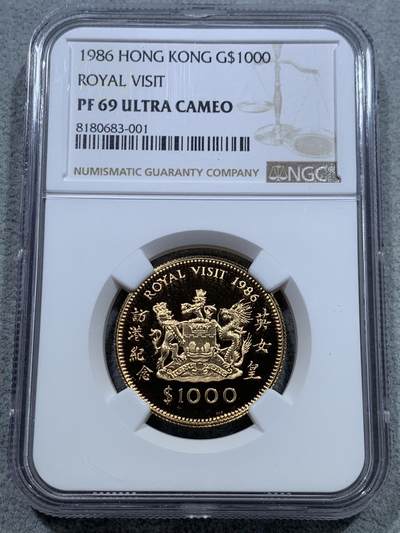 1986 HONG KONG G$1000
ROYAL VISIT
PF 69 ULTRA CAMEO
8180683-001
NUMISMATIC GUARANTY COMPANY
NGC
ROYAL VISIT 1986
英女皇
訪港紀念
$1000